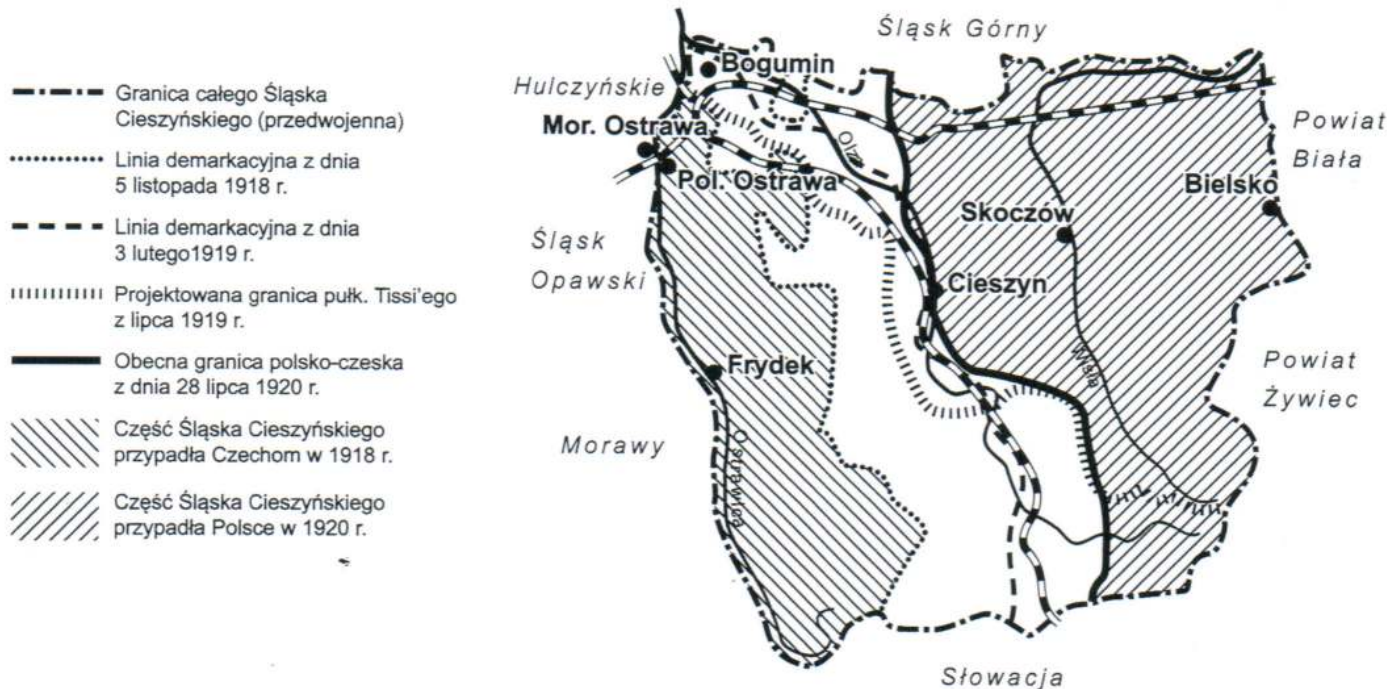 Granica całego Śląska
Cieszyńskiego (przedwojenna)
Linia demarkacyjna z dnia
5 listopada 1918 r.
Linia demarkacyjna z dnia
3 lutego1919 r.
Projektowana granica pułk. Tissi'ego
z lipca 1919 r.
Obecna granica polsko-czeska
z dnia 28 lipca 1920 r.
Część Śląska Cieszyńskiego
przypadła Czechom w 1918 r.
Część Śląska Cieszyńskiego
przypadła Polsce w 1920 r.
Śląsk Górny
Bogumin
Hulczyńskie
Mor. Ostrawa
Pol. Ostrawa
Olza
Powiat
Biała
Bielsko
Skoczów
Śląsk
Opawski
Cieszyn
Wisła
Frydek
Powiat
Żywiec
Morawy
Ostrawica
Słowacja